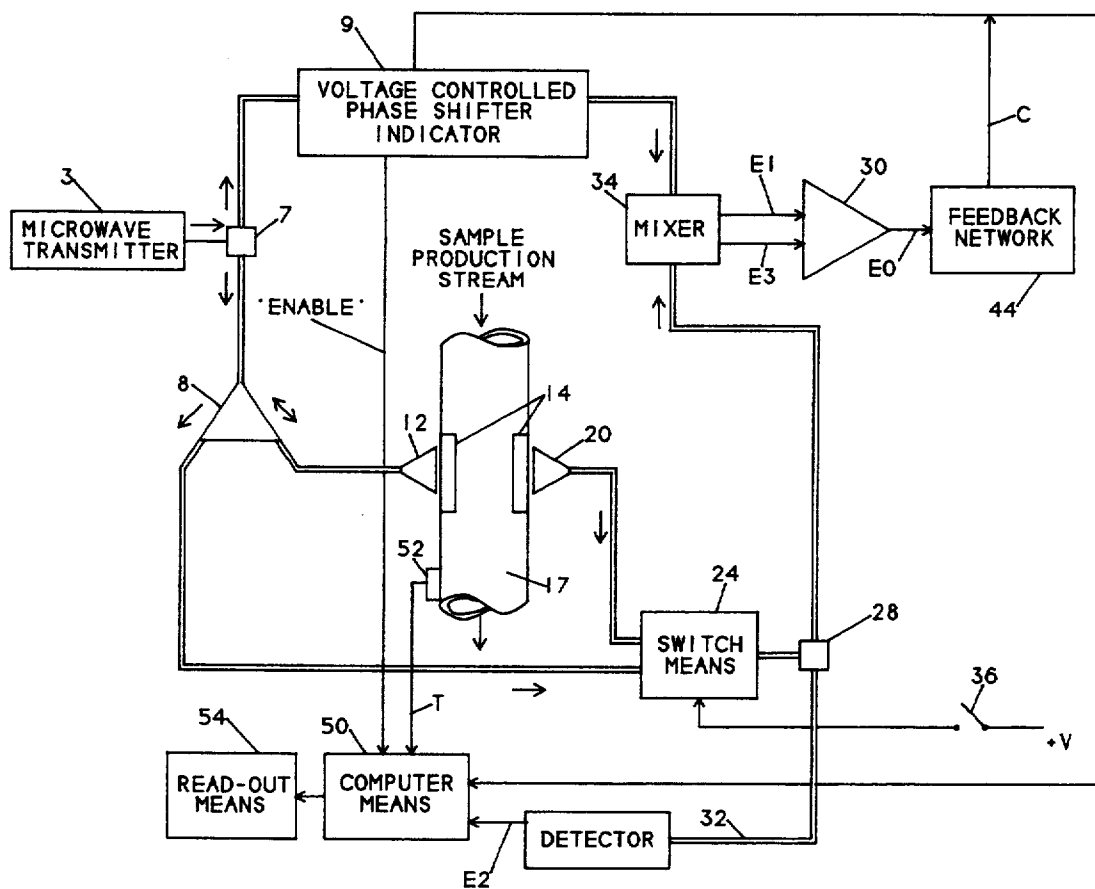 9
VOLTAGE CONTROLLED
PHASE SHIFTER
INDICATOR
C
3
MICROWAVE
TRANSMITTER
7
34
MIXER
E1
E3
30
E0
FEEDBACK
NETWORK
44
SAMPLE
PRODUCTION
STREAM
'ENABLE'
8
12
14
20
52
17
24
SWITCH
MEANS
28
36
+V
T
54
READ-OUT
MEANS
50
COMPUTER
MEANS
E2
DETECTOR
32